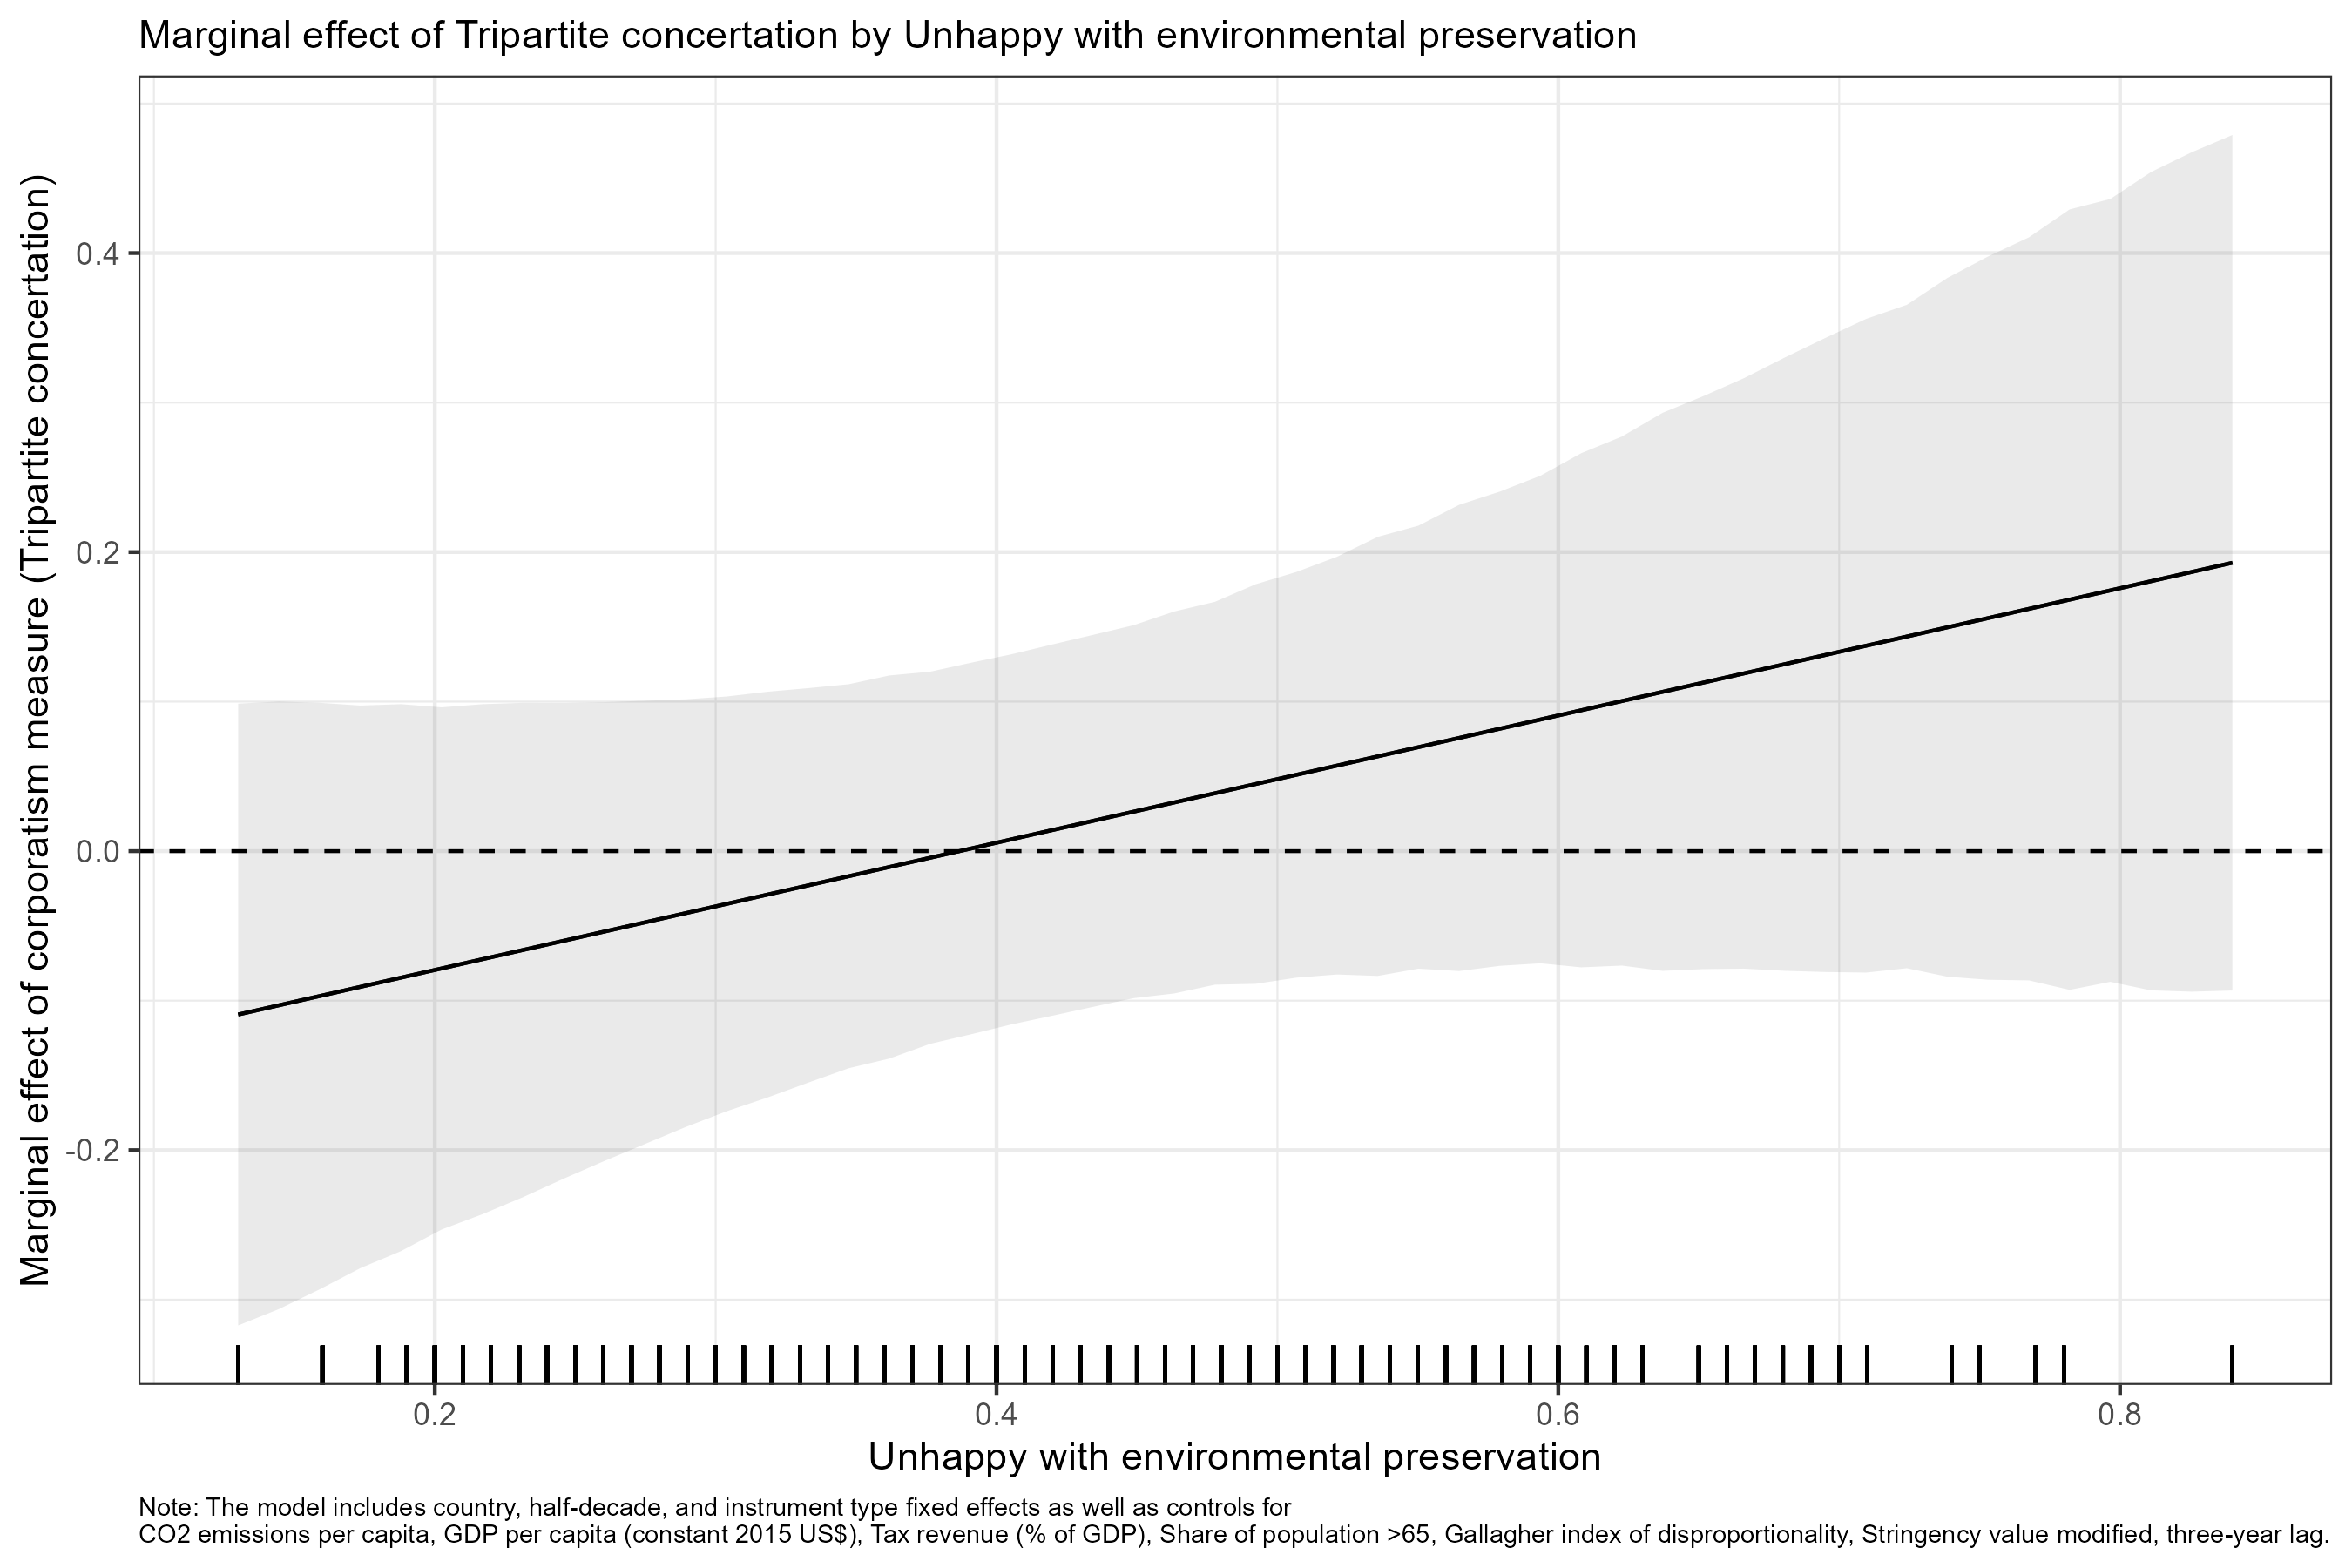 Marginal effect of Tripartite concertation by Unhappy with environmental preservation
Marginal effect of corporatism measure (Tripartite concertation)
0.4
0.2
0.0
-0.2
0.2
0.4
0.6
0.8
Unhappy with environmental preservation
Note: The model includes country, half-decade, and instrument type fixed effects as well as controls for
CO2 emissions per capita, GDP per capita (constant 2015 US$), Tax revenue (% of GDP), Share of population >65, Gallagher index of disproportionality, Stringency value modified, three-year lag.